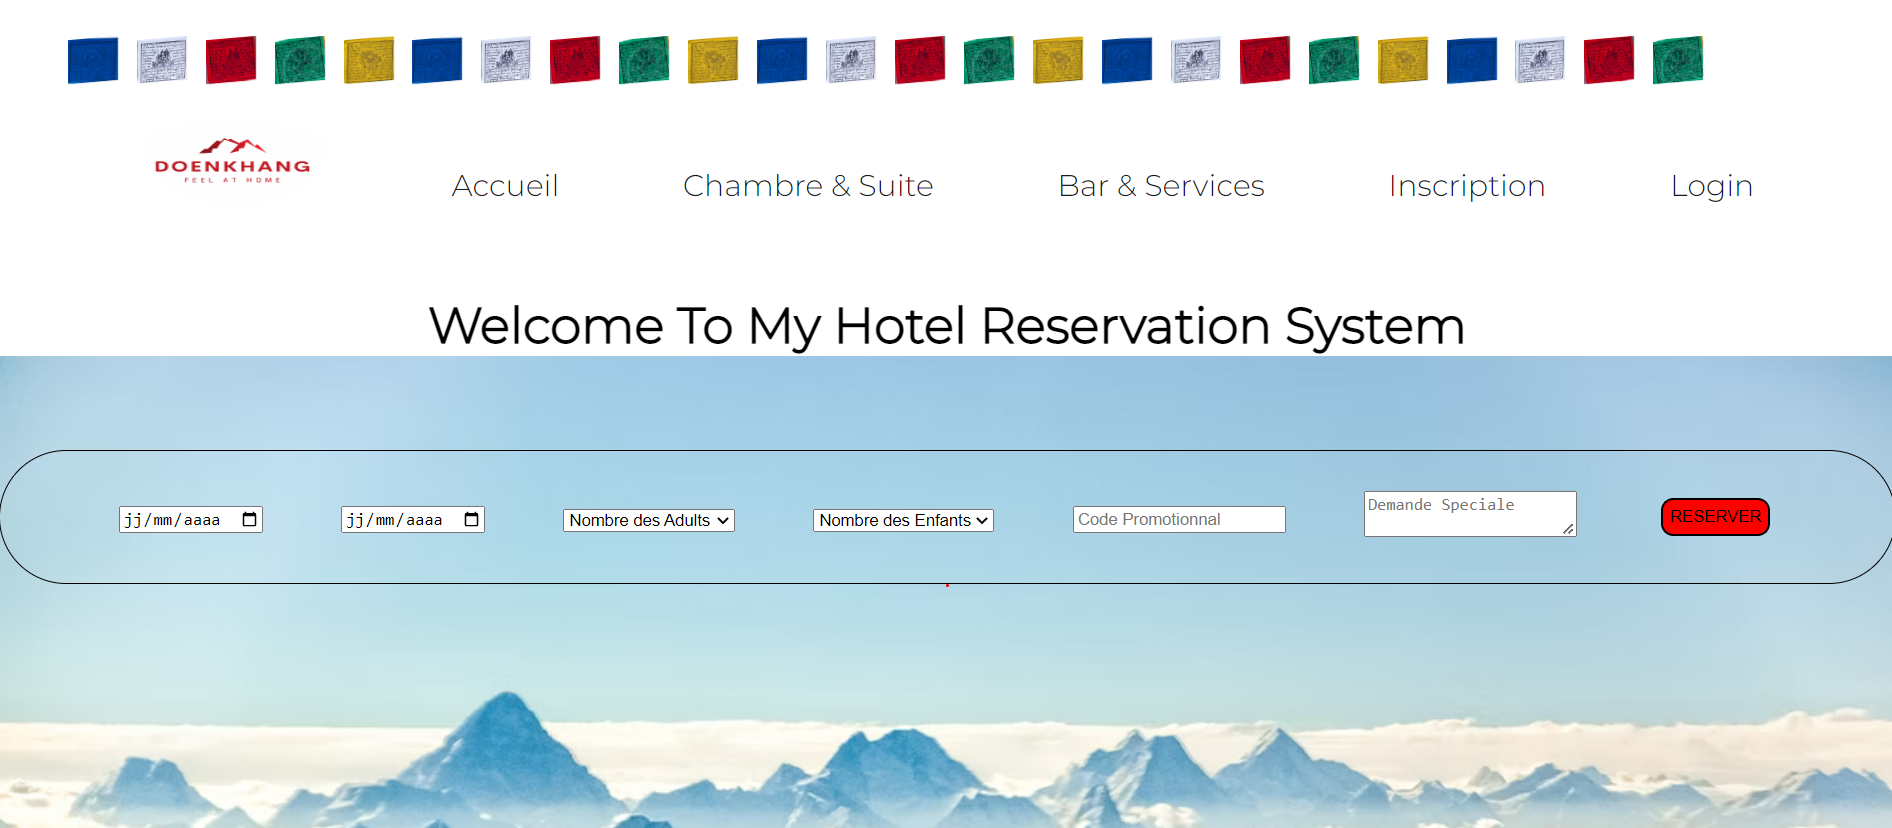 DOENKHANG
FEEL AT HOME
Accueil
Chambre & Suite
Bar & Services
Inscription
Login
Welcome To My Hotel Reservation System
jj/mm/aaaa
jj/mm/aaaa
Nombre des Adults
Nombre des Enfants
Code Promotionnal
Demande Speciale
RESERVER